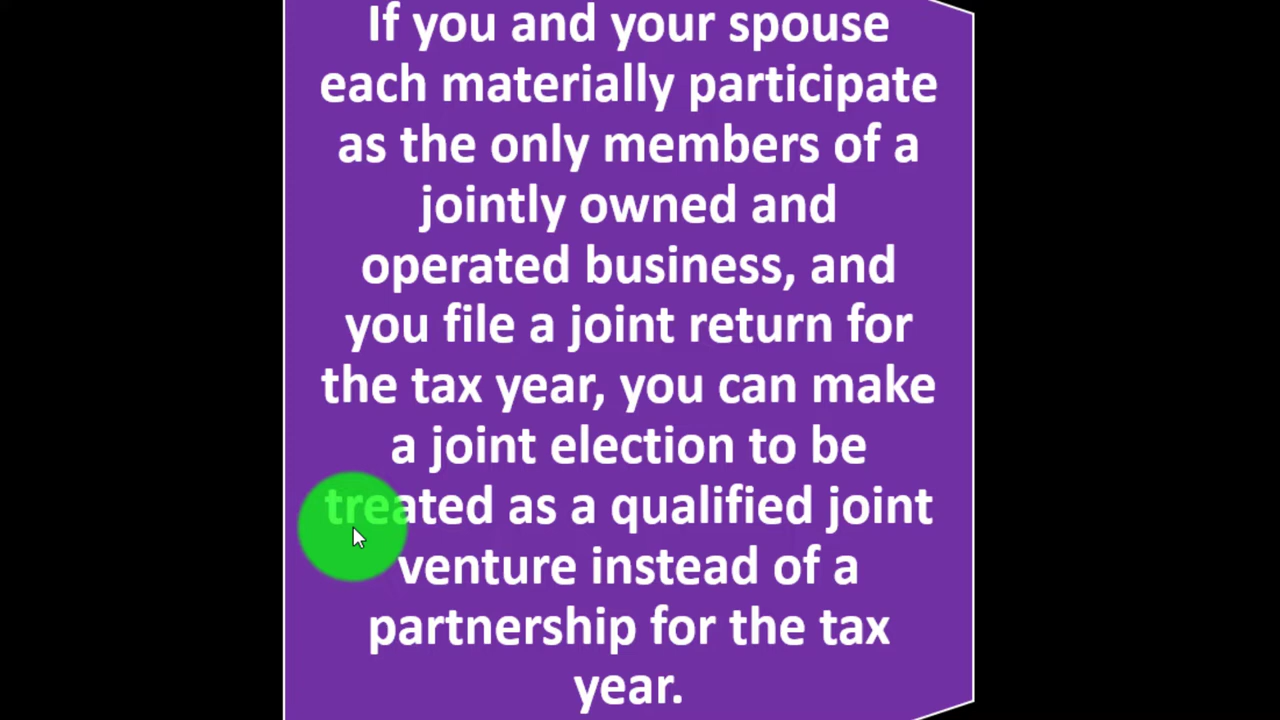 If you and your spouse
each materially participate
as the only members of a
jointly owned and
operated business, and
you file a joint return for
the tax year, you can make
a joint election to be
treated as a qualified joint
venture instead of a
partnership for the tax
year.